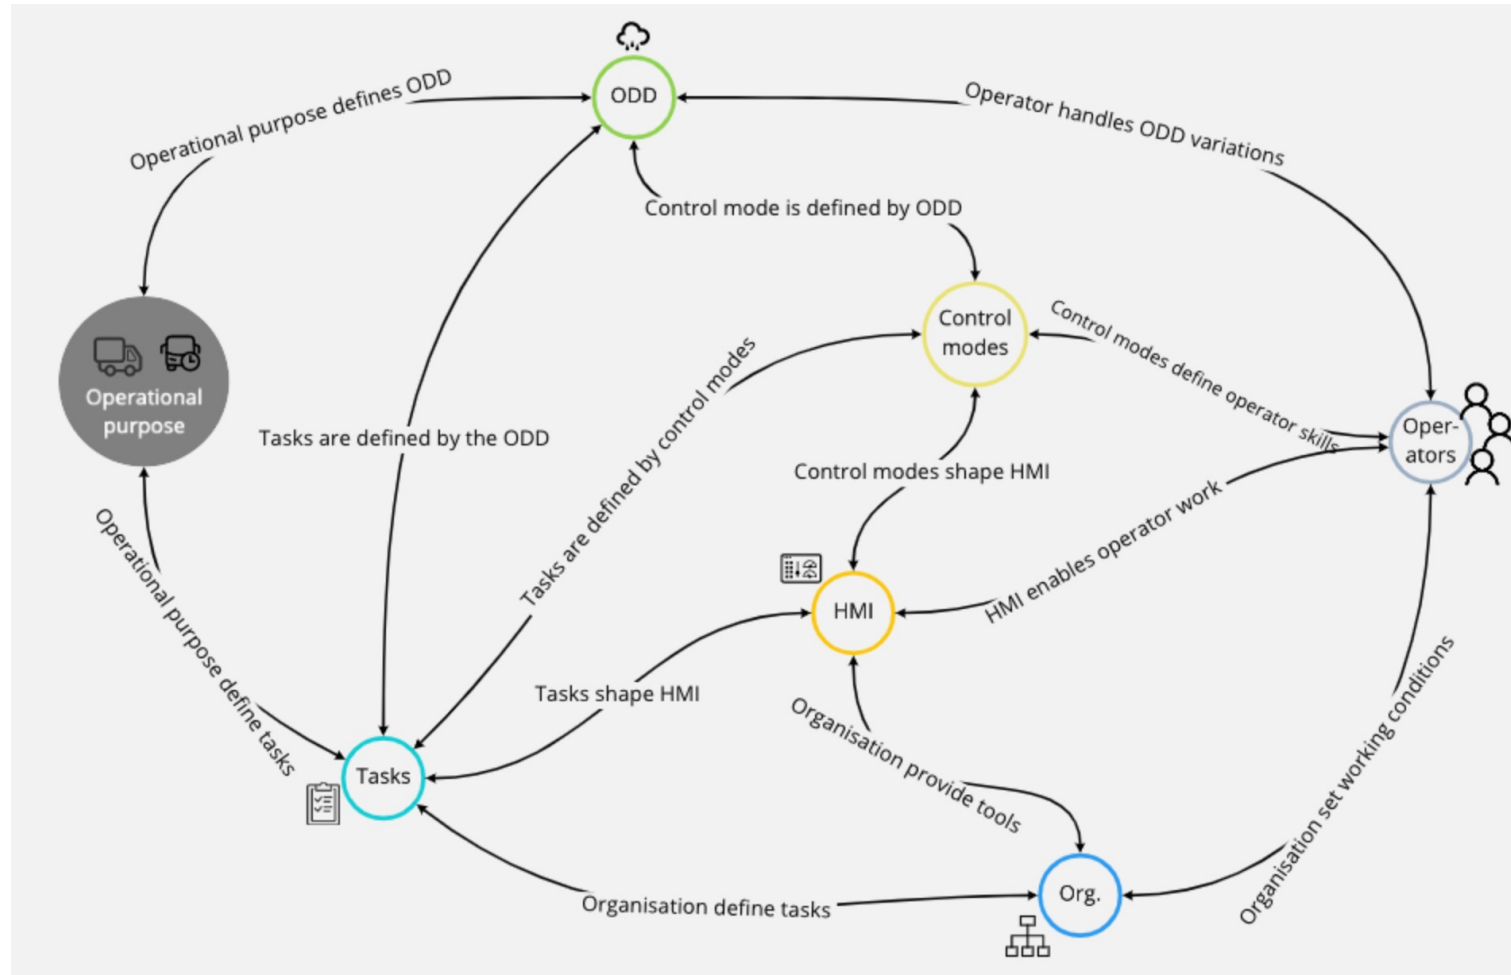 ODD
Operational purpose defines ODD
Operator handles ODD variations
Control mode is defined by ODD
Control
modes
Control modes define operator skills
Operational
purpose
Tasks are defined by the ODD
Tasks are defined by control modes
Oper-
ators
Control modes shape HMI
HMI enables operator work
HMI
Operational purpose define tasks
Tasks shape HMI
Organisation provide tools
Organisation set working conditions
Tasks
Organisation define tasks
Org.